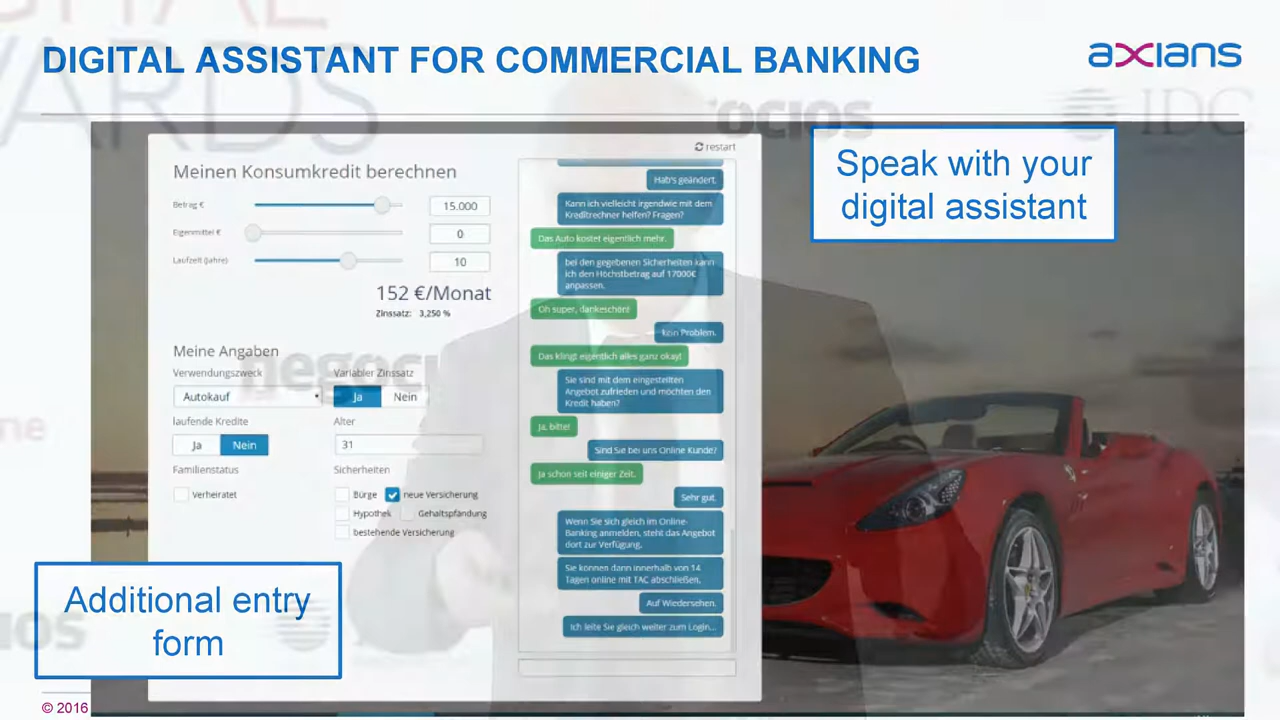 DIGITAL ASSISTANT FOR COMMERCIAL BANKING
axians
ARDS
ocios
IDC
restart
Speak with your
digital assistant
Meinen Konsumkredit berechnen
Betrag €
15.000
Eigenmittel €
0
Laufzeit (Jahre)
10
152 €/Monat
Zinssatz: 3,250 %
Meine Angaben
Verwendungszweck
Variabler Zinssatz
Autokauf
Ja
Nein
laufende Kredite
Alter
Ja
Nein
31
Familienstatus
Sicherheiten
Verheiratet
Bürge
neue Versicherung
Hypothek
Gehaltspfändung
bestehende Versicherung
Hab's geändert.
Kann ich vielleicht irgendwie mit dem
Kreditrechner helfen? Fragen?
Das Auto kostet eigentlich mehr.
bei den gegebenen Sicherheiten kann
ich den Höchstbetrag auf 17000€
anpassen.
Oh super, dankeschön!
kein Problem.
Das klingt eigentlich alles ganz okay!
Sie sind mit dem eingestellten
Angebot zufrieden und möchten den
Kredit haben?
Ja, bitte!
Sind Sie bei uns Online Kunde?
Ja schon seit einiger Zeit.
Sehr gut.
Wenn Sie sich gleich im Online-
Banking anmelden, steht das Angebot
dort zur Verfügung.
Sie können dann innerhalb von 14
Tagen online mit TAC abschließen.
Auf Wiedersehen.
Ich leite Sie gleich weiter zum Login...
negoci
ne
ocios
Additional entry
form
© 2016